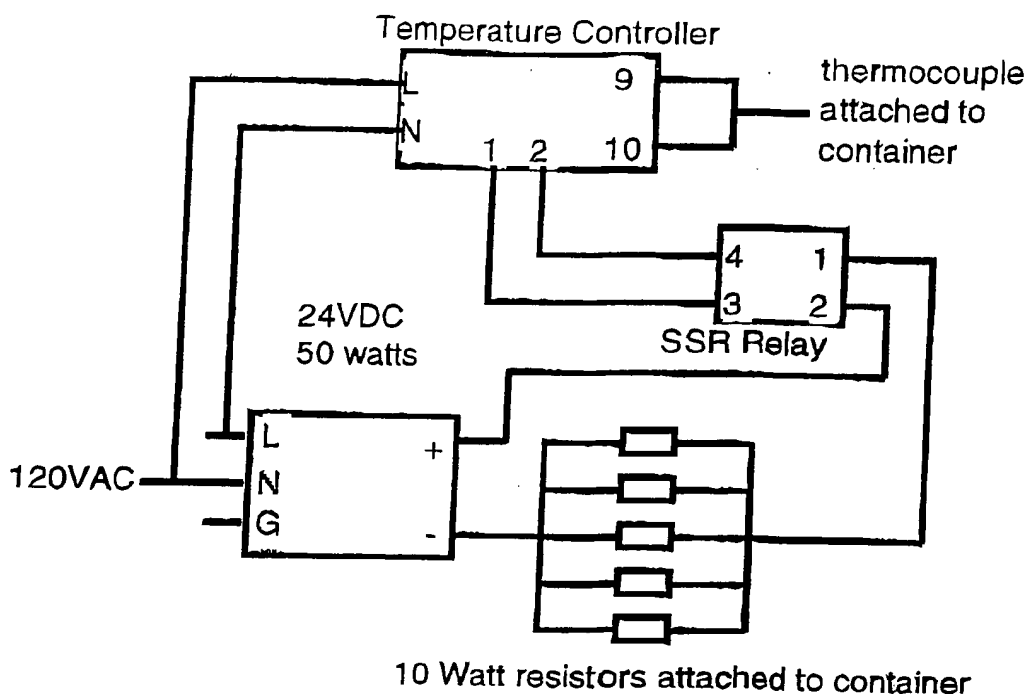 Temperature Controller
L
N
9
10
1 2
thermocouple
attached to
container
4 1
3 2
SSR Relay
24VDC
50 watts
120VAC
L
N
G
+
-
10 Watt resistors attached to container